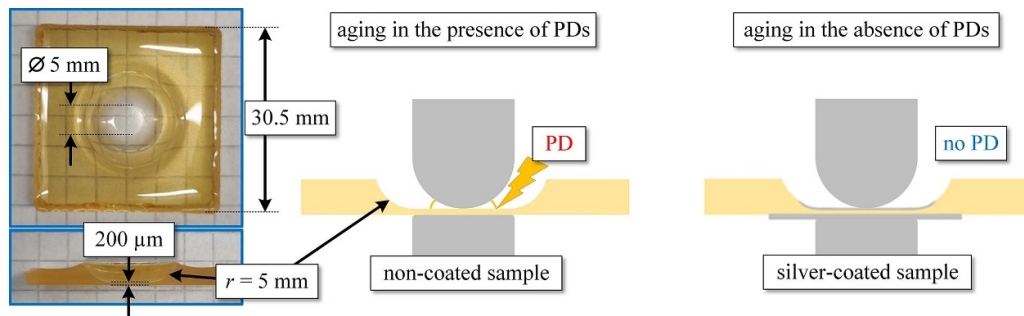 Ø 5 mm
30.5 mm
200 µm
r = 5 mm
aging in the presence of PDs
PD
non-coated sample
aging in the absence of PDs
no PD
silver-coated sample